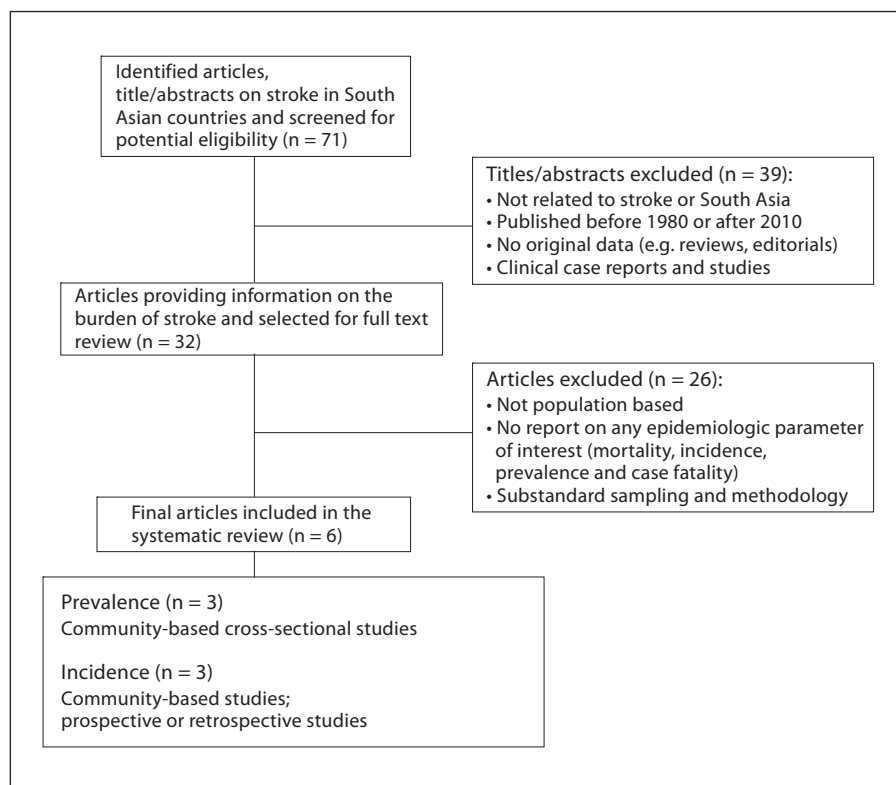 Identified articles,
title/abstracts on stroke in South
Asian countries and screened for
potential eligibility (n = 71)
Titles/abstracts excluded (n = 39):
• Not related to stroke or South Asia
• Published before 1980 or after 2010
• No original data (e.g. reviews, editorials)
• Clinical case reports and studies
Articles providing information on the
burden of stroke and selected for full text
review (n = 32)
Articles excluded (n = 26):
• Not population based
• No report on any epidemiologic parameter
of interest (mortality, incidence,
prevalence and case fatality)
• Substandard sampling and methodology
Final articles included in the
systematic review (n = 6)
Prevalence (n = 3)
Community-based cross-sectional studies
Incidence (n = 3)
Community-based studies;
prospective or retrospective studies